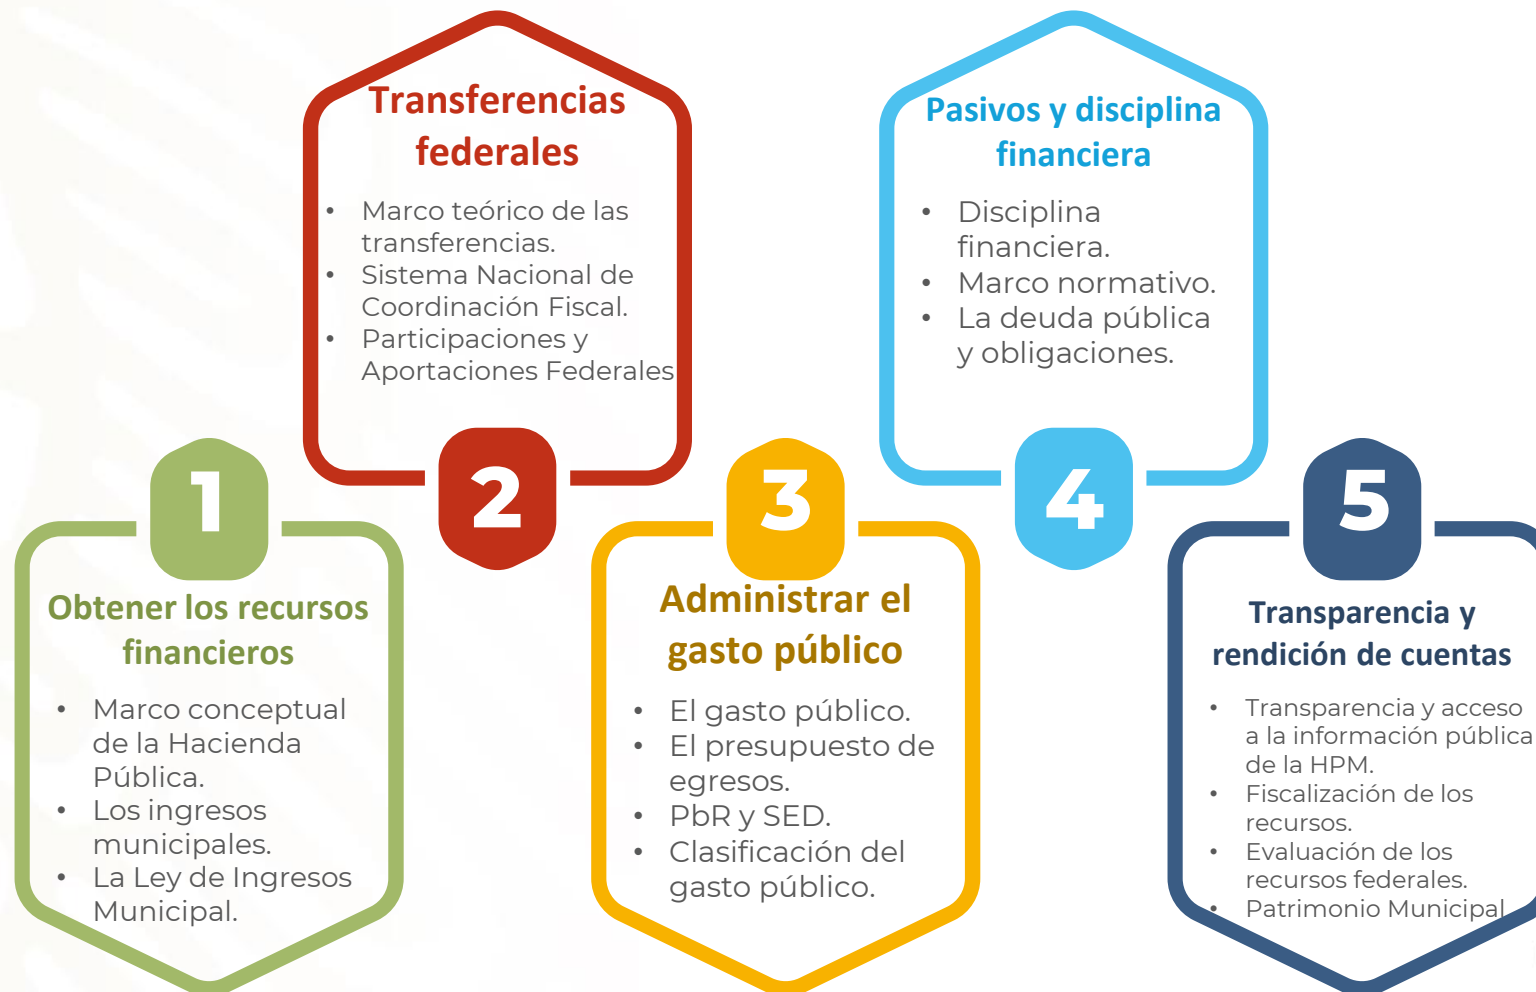 1
Obtener los recursos
financieros
• Marco conceptual
de la Hacienda
Pública.
• Los ingresos
municipales.
• La Ley de Ingresos
Municipal.
2
Transferencias
federales
• Marco teórico de las
transferencias.
• Sistema Nacional de
Coordinación Fiscal.
• Participaciones y
Aportaciones Federales
3
Administrar el
gasto público
• El gasto público.
• El presupuesto de
egresos.
• PbR y SED.
• Clasificación del
gasto público.
4
Pasivos y disciplina
financiera
• Disciplina
financiera.
• Marco normativo.
• La deuda pública
y obligaciones.
5
Transparencia y
rendición de cuentas
• Transparencia y acceso
a la información pública
de la HPM.
• Fiscalización de los
recursos.
• Evaluación de los
recursos federales.
• Patrimonio Municipal